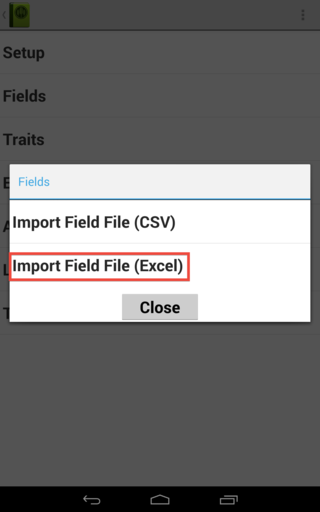 Setup
Fields
Traits
Fields
Import Field File (CSV)
Import Field File (Excel)
Close